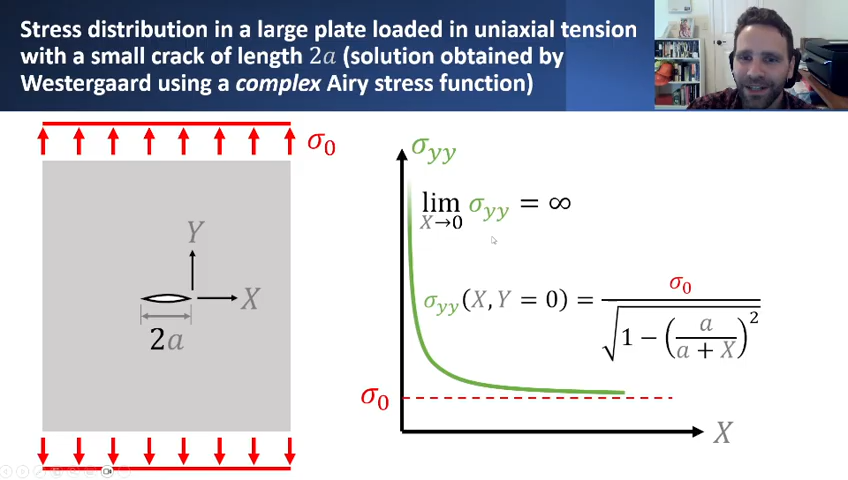 Stress distribution in a large plate loaded in uniaxial tension
with a small crack of length 2a (solution obtained by
Westergaard using a complex Airy stress function)
σ₀
Y
X
2a
σyy
lim σyy = ∞
X→0
σyy(X, Y = 0) = σ₀ / √(1 − (a / (a + X))²)
σ₀
X